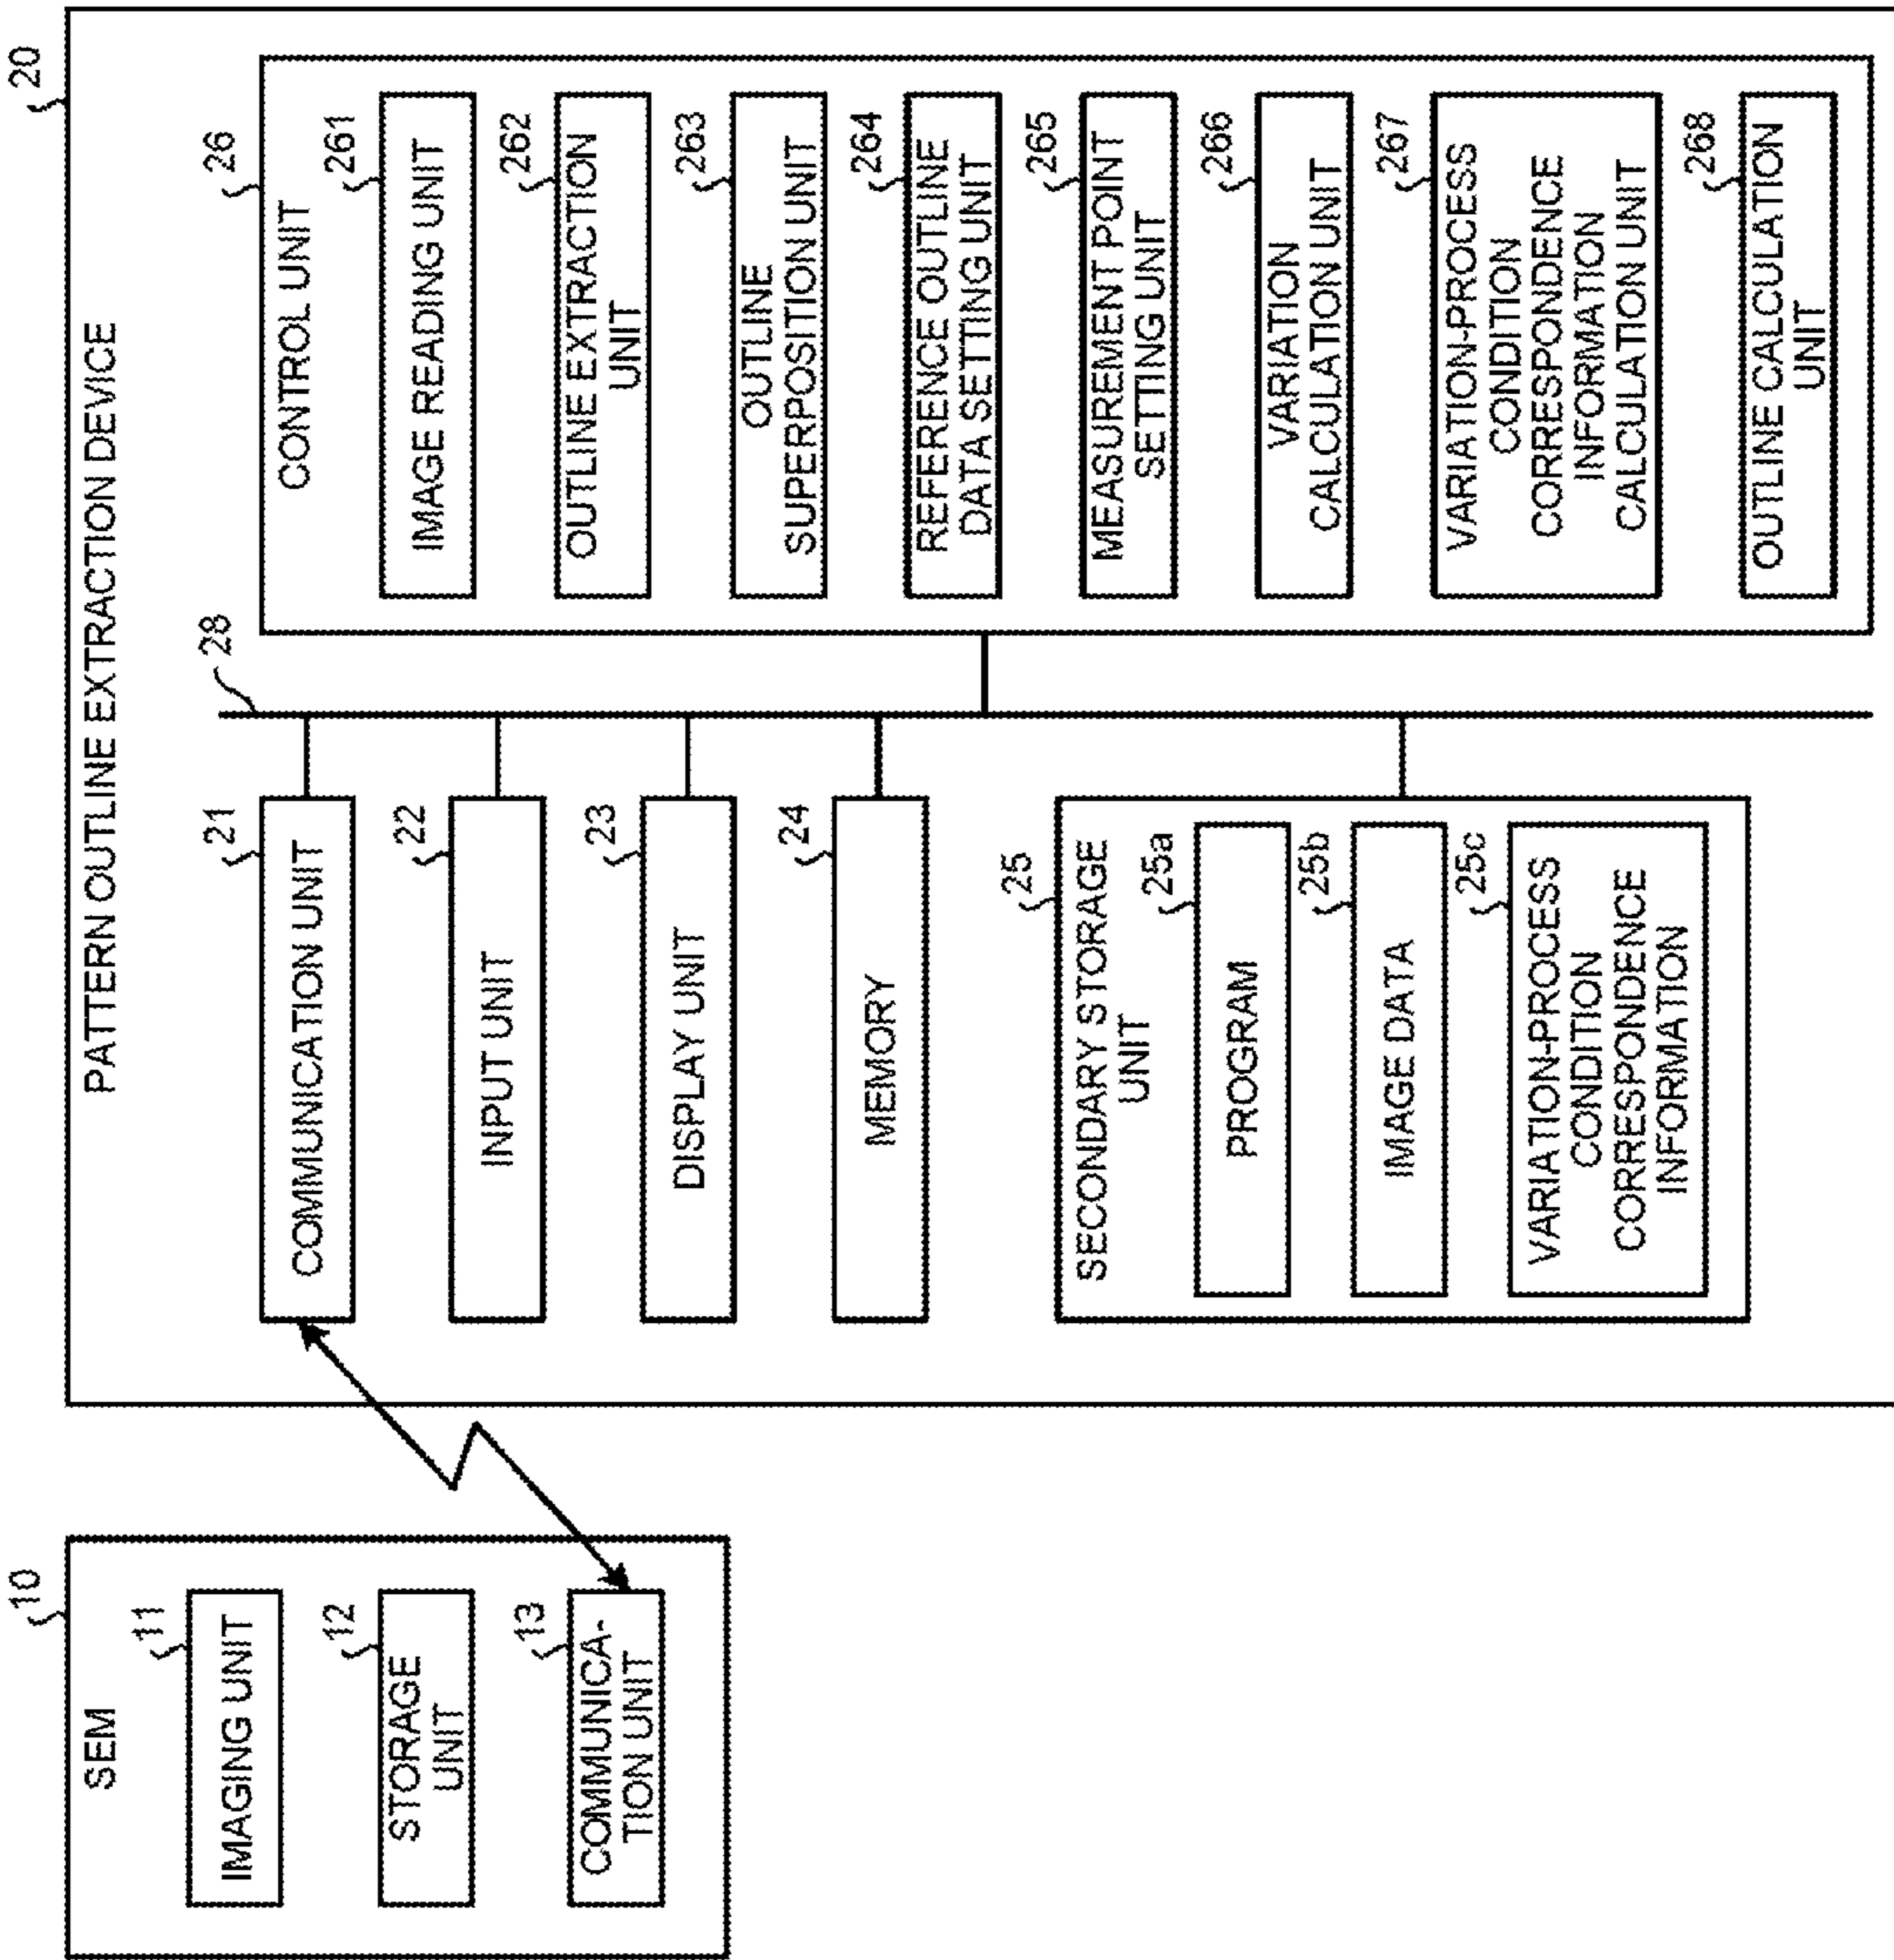 10
SEM
11
IMAGING UNIT
12
STORAGE
UNIT
13
COMMUNICA-
TION UNIT
20
PATTERN OUTLINE EXTRACTION DEVICE
21
COMMUNICATION UNIT
22
INPUT UNIT
23
DISPLAY UNIT
24
MEMORY
25
SECONDARY STORAGE
UNIT
25a
PROGRAM
25b
IMAGE DATA
25c
VARIATION-PROCESS
CONDITION
CORRESPONDENCE
INFORMATION
28
26
CONTROL UNIT
261
IMAGE READING UNIT
262
OUTLINE EXTRACTION
UNIT
263
OUTLINE
SUPERPOSITION UNIT
264
REFERENCE OUTLINE
DATA SETTING UNIT
265
MEASUREMENT POINT
SETTING UNIT
266
VARIATION
CALCULATION UNIT
267
VARIATION-PROCESS
CONDITION
CORRESPONDENCE
INFORMATION
CALCULATION UNIT
268
OUTLINE CALCULATION
UNIT